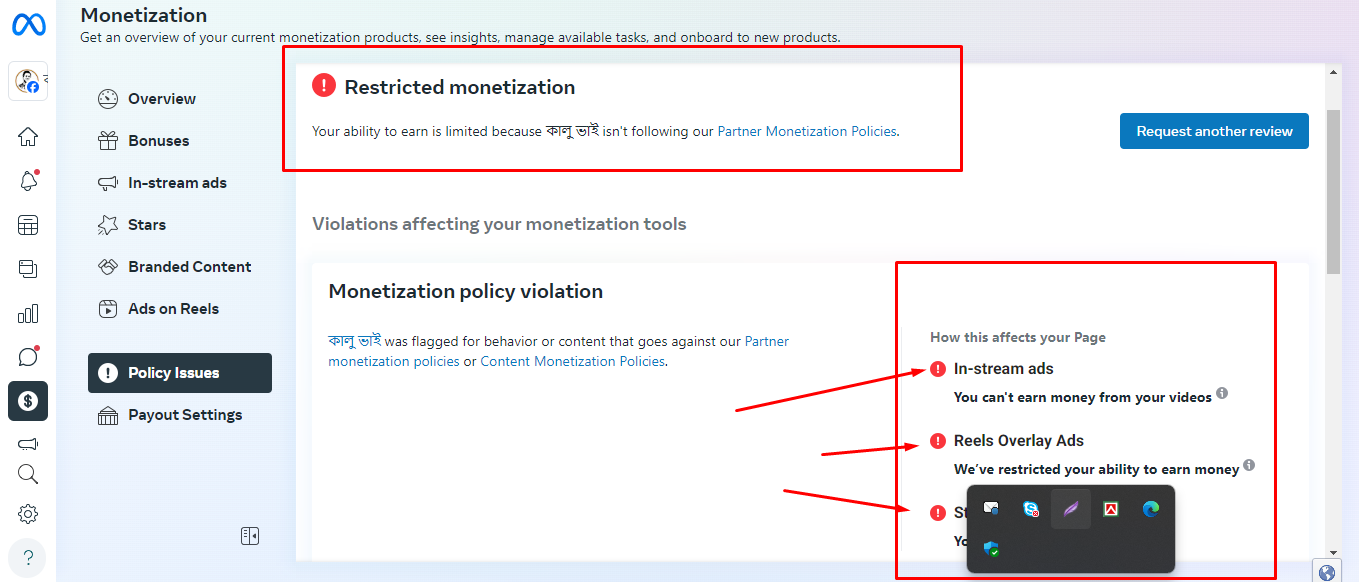 Monetization
Get an overview of your current monetization products, see insights, manage available tasks, and onboard to new products.
Overview
Bonuses
In-stream ads
Stars
Branded Content
Ads on Reels
Policy Issues
Payout Settings
Restricted monetization
Your ability to earn is limited because কালু ভাই isn't following our Partner Monetization Policies.
Request another review
Violations affecting your monetization tools
Monetization policy violation
কালু ভাই was flagged for behavior or content that goes against our Partner
monetization policies or Content Monetization Policies.
How this affects your Page
In-stream ads
You can't earn money from your videos
Reels Overlay Ads
We've restricted your ability to earn money